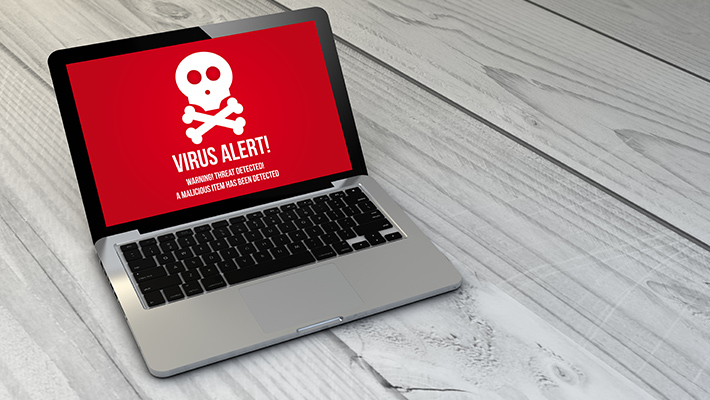 VIRUS ALERT!
WARNING! THREAT DETECTED!
A MALICIOUS ITEM HAS BEEN DETECTED